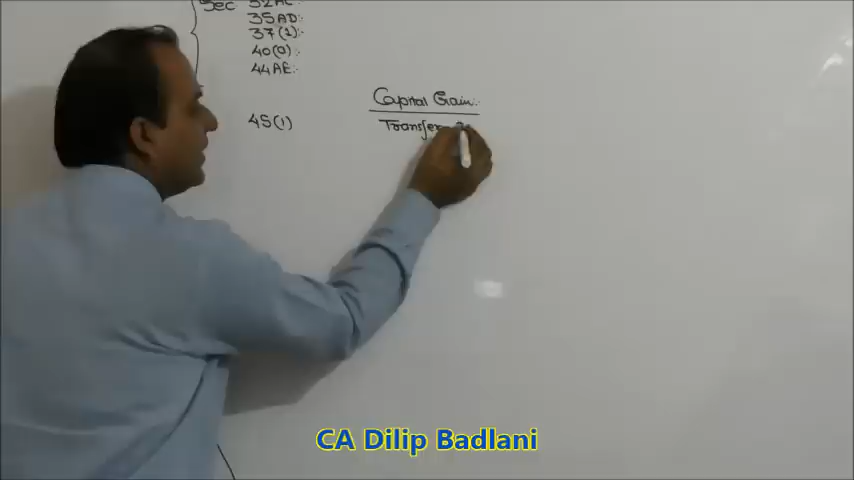 Sec 32AC:-
35AD:-
37(1):-
40(a):-
44AE:-
Capital Gain:-
45(1)
Transfer
CA Dilip Badlani